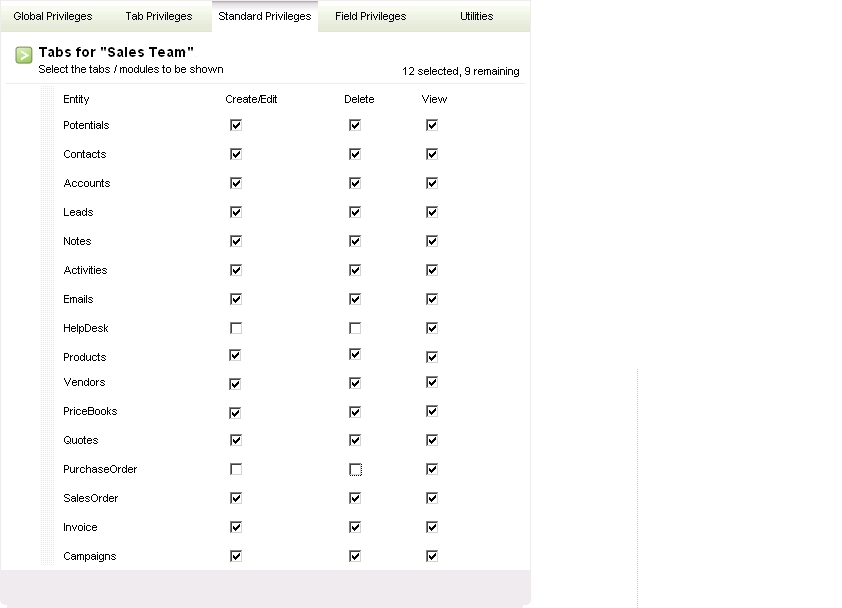 Global Privileges Tab Privileges Standard Privileges Field Privileges Utilities
Tabs for "Sales Team"
Select the tabs / modules to be shown 12 selected, 9 remaining
Entity Create/Edit Delete View
Potentials
Contacts
Accounts
Leads
Notes
Activities
Emails
HelpDesk
Products
Vendors
PriceBooks
Quotes
PurchaseOrder
SalesOrder
Invoice
Campaigns